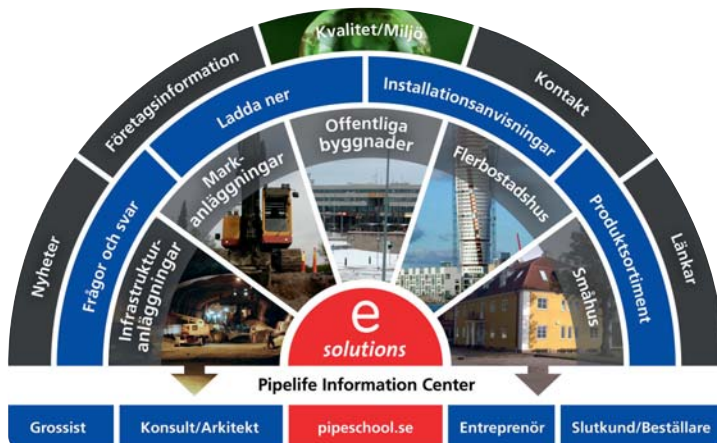 Kvalitet/Miljö
Företagsinformation
Kontakt
Nyheter
Länkar
Ladda ner
Installationsanvisningar
Frågor och svar
Produktsortiment
Offentliga
byggnader
Mark-
anläggningar
Flerbostadshus
Infrastruktur-
anläggningar
Småhus
e
solutions
Pipelife Information Center
Grossist
Konsult/Arkitekt
pipeschool.se
Entreprenör
Slutkund/Beställare